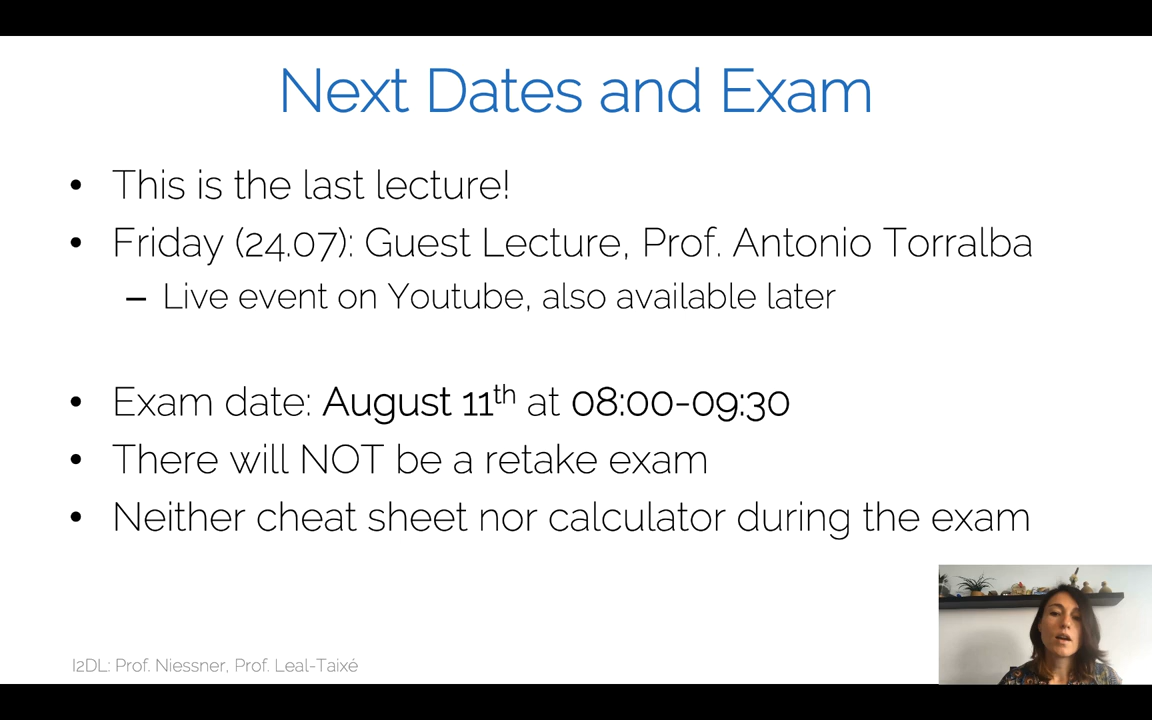 Next Dates and Exam
• This is the last lecture!
• Friday (24.07): Guest Lecture, Prof. Antonio Torralba
– Live event on Youtube, also available later
• Exam date: August 11th at 08:00-09:30
• There will NOT be a retake exam
• Neither cheat sheet nor calculator during the exam
I2DL: Prof. Niessner, Prof. Leal-Taixé